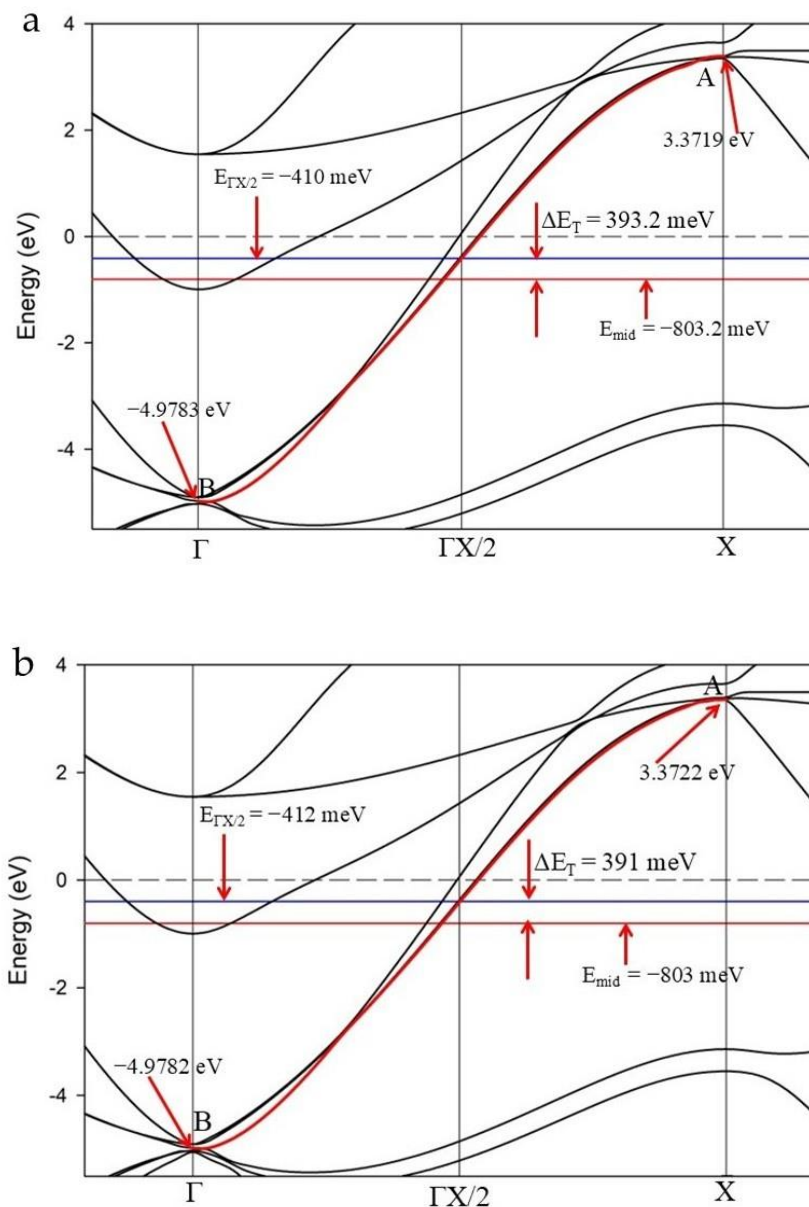 a
4
A
3.3719 eV
2
E_ΓX/2 = −410 meV
ΔE_T = 393.2 meV
0
Energy (eV)
E_mid = −803.2 meV
-2
−4.9783 eV
-4
B
Γ
ΓX/2
X
b
4
A
3.3722 eV
2
E_ΓX/2 = −412 meV
ΔE_T = 391 meV
0
Energy (eV)
E_mid = −803 meV
-2
−4.9782 eV
-4
B
Γ
ΓX/2
X